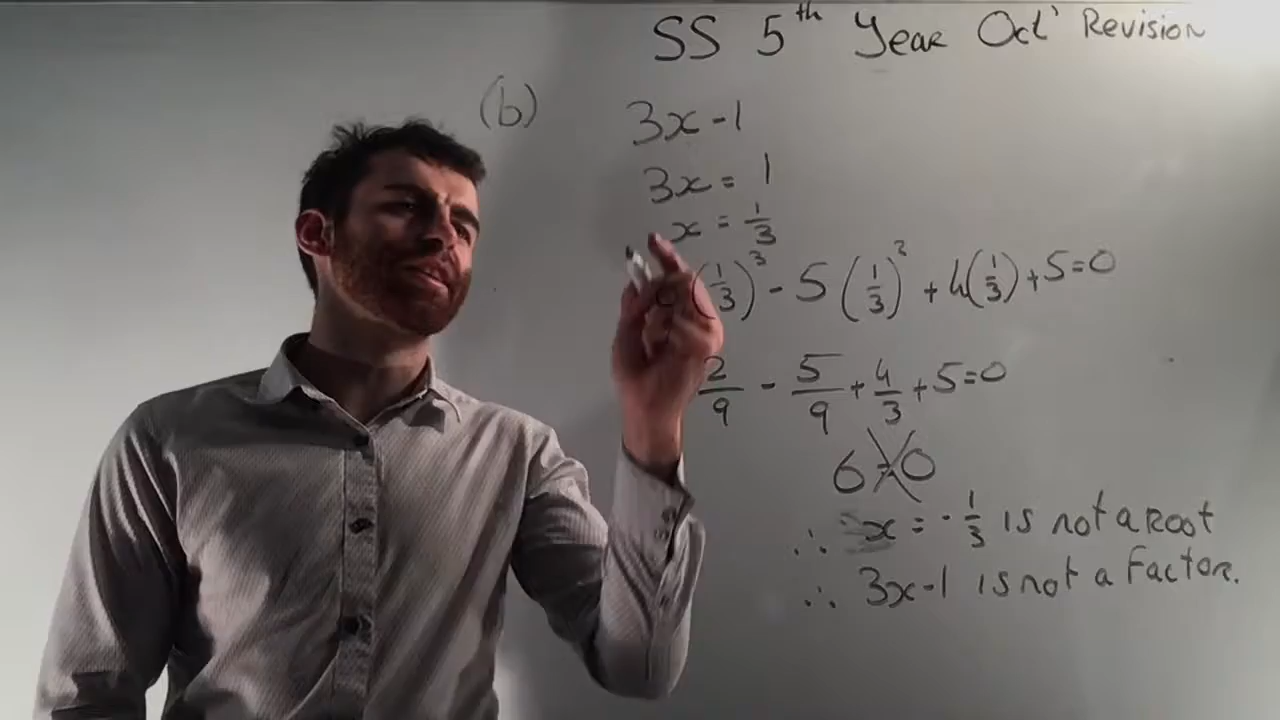 SS 5th Year Oct' Revision
(b)
3x - 1
3x = 1
x = 1/3
(1/3)³ - 5(1/3)² + 4(1/3) + 5 = 0
2/9 - 5/9 + 4/3 + 5 = 0
6 = 0
∴ x = -1/3 is not a root
∴ 3x-1 is not a factor.